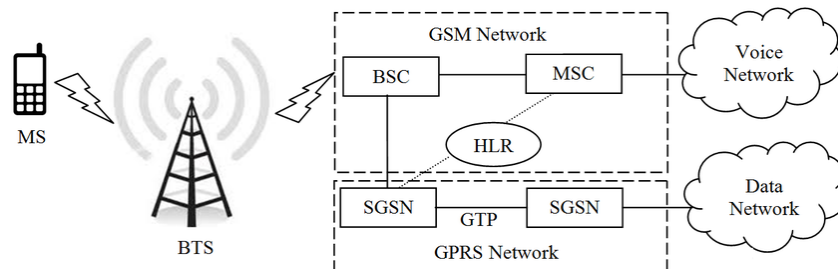 GSM Network
Voice
Network
BSC
MSC
MS
HLR
Data
Network
SGSN
GTP
SGSN
BTS
GPRS Network